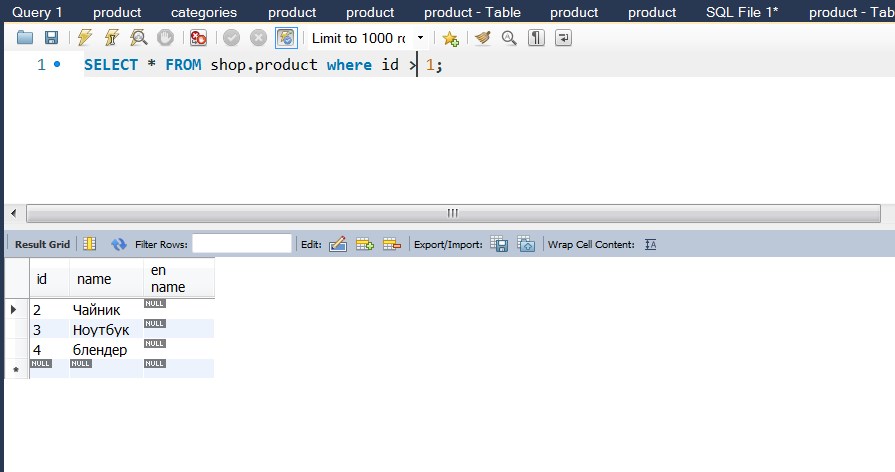 Query 1 product categories product product product - Table product product SQL File 1* product - Tab
Limit to 1000 rc
1 SELECT * FROM shop.product where id > 1;
Result Grid Filter Rows: Edit: Export/Import: Wrap Cell Content:
id name en name
2 Чайник NULL
3 Ноутбук NULL
4 блендер NULL
NULL NULL NULL